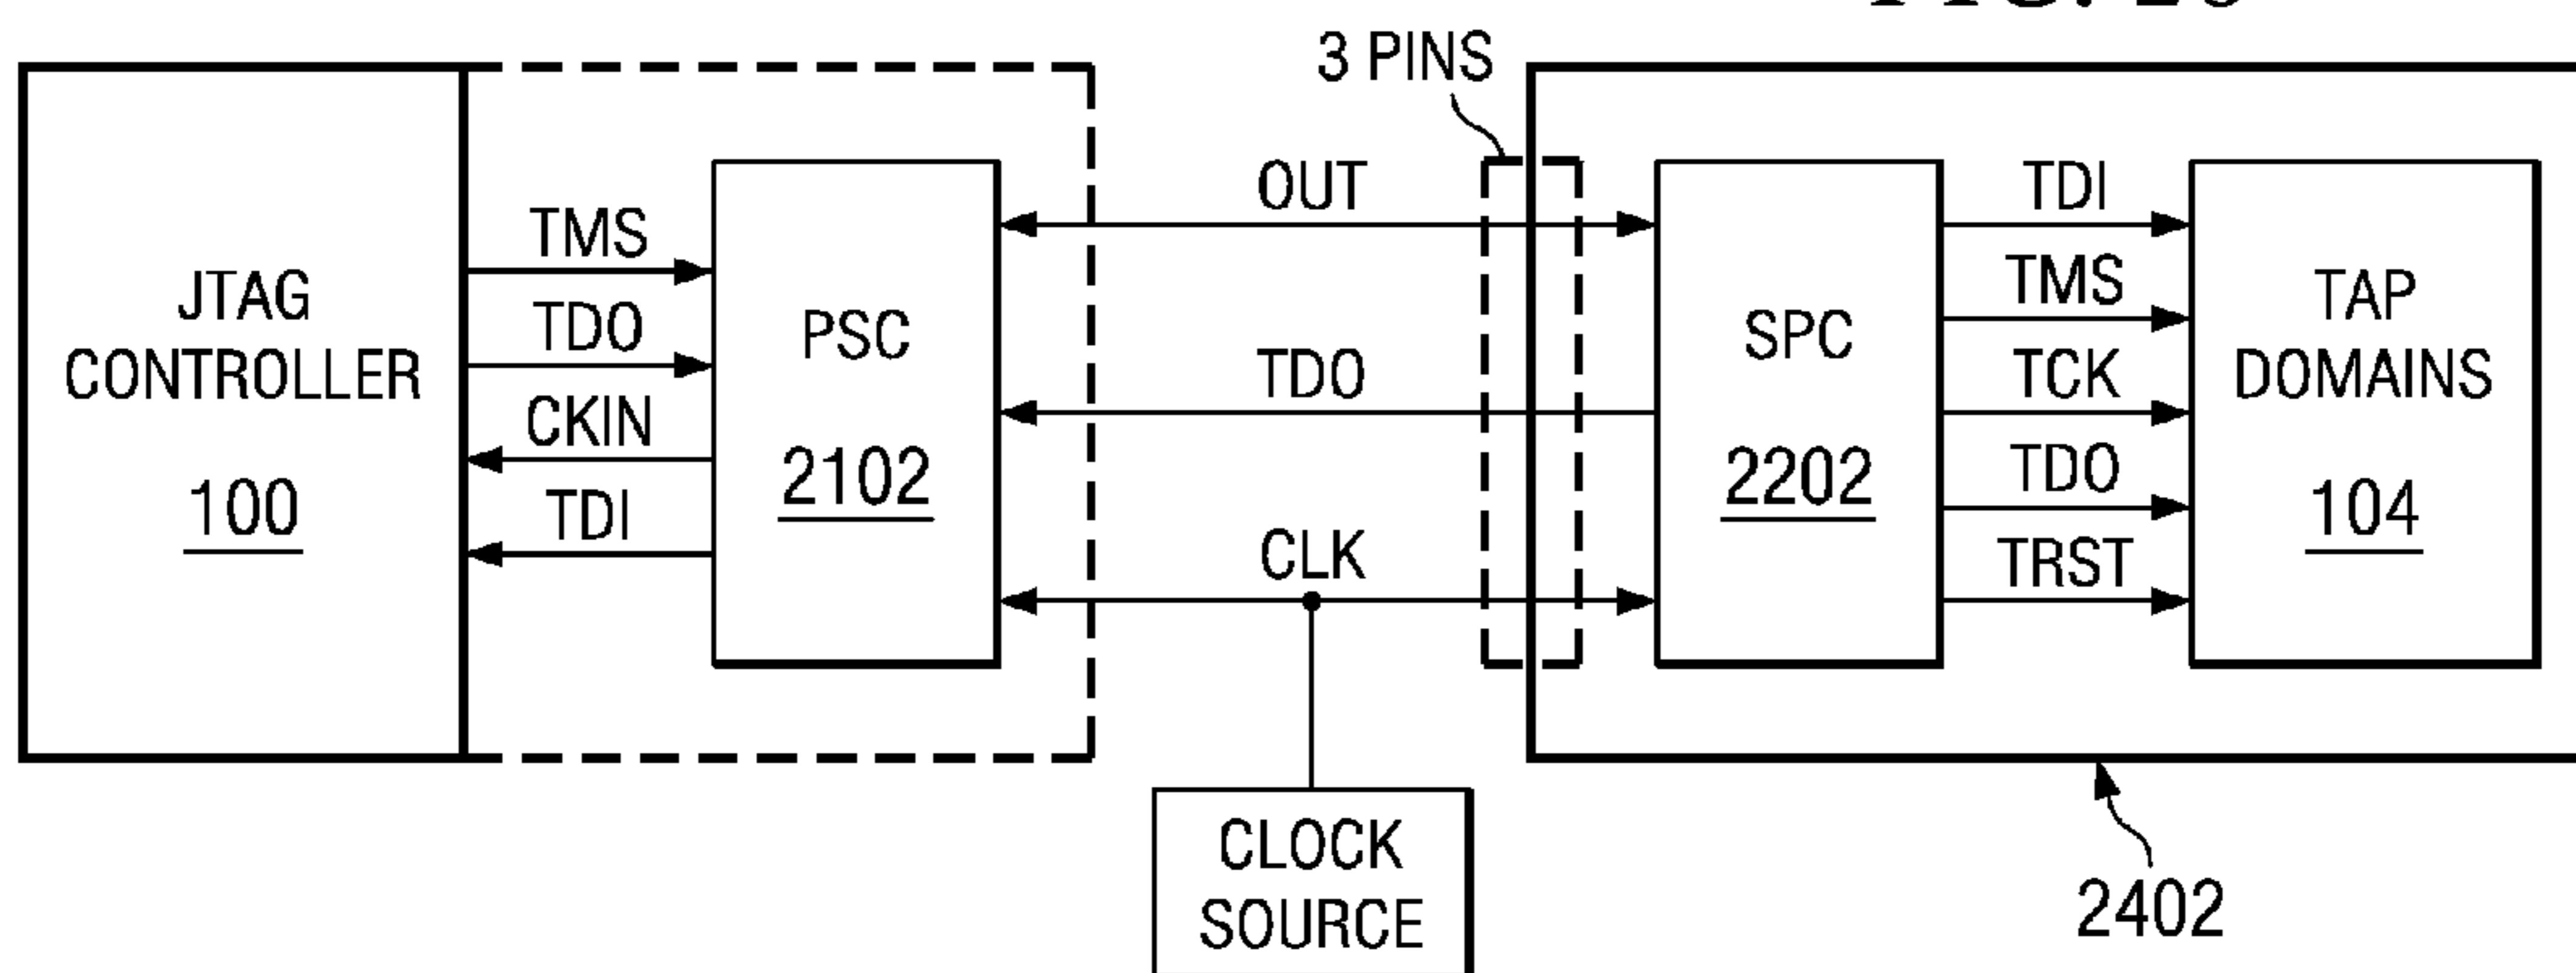 3 PINS
JTAG
CONTROLLER
100
TMS
TDO
CKIN
TDI
PSC
2102
OUT
TDO
CLK
SPC
2202
TDI
TMS
TCK
TDO
TRST
TAP
DOMAINS
104
CLOCK
SOURCE
2402